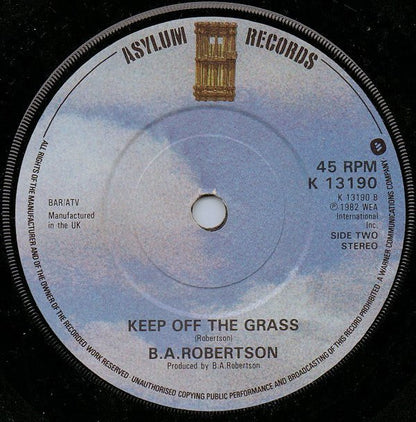 ASYLUM RECORDS
45 RPM
K 13190
K 13190 B
℗ 1982 WEA
International
Inc.
SIDE TWO
STEREO
BAR/ATV
Manufactured
in the UK
KEEP OFF THE GRASS
(Robertson)
B.A.ROBERTSON
Produced by B.A.Robertson
ALL RIGHTS OF THE MANUFACTURER AND OF THE OWNER OF THE RECORDED WORK RESERVED. UNAUTHORISED COPYING PUBLIC PERFORMANCE AND BROADCASTING OF THIS RECORD PROHIBITED A WARNER COMMUNICATIONS COMPANY